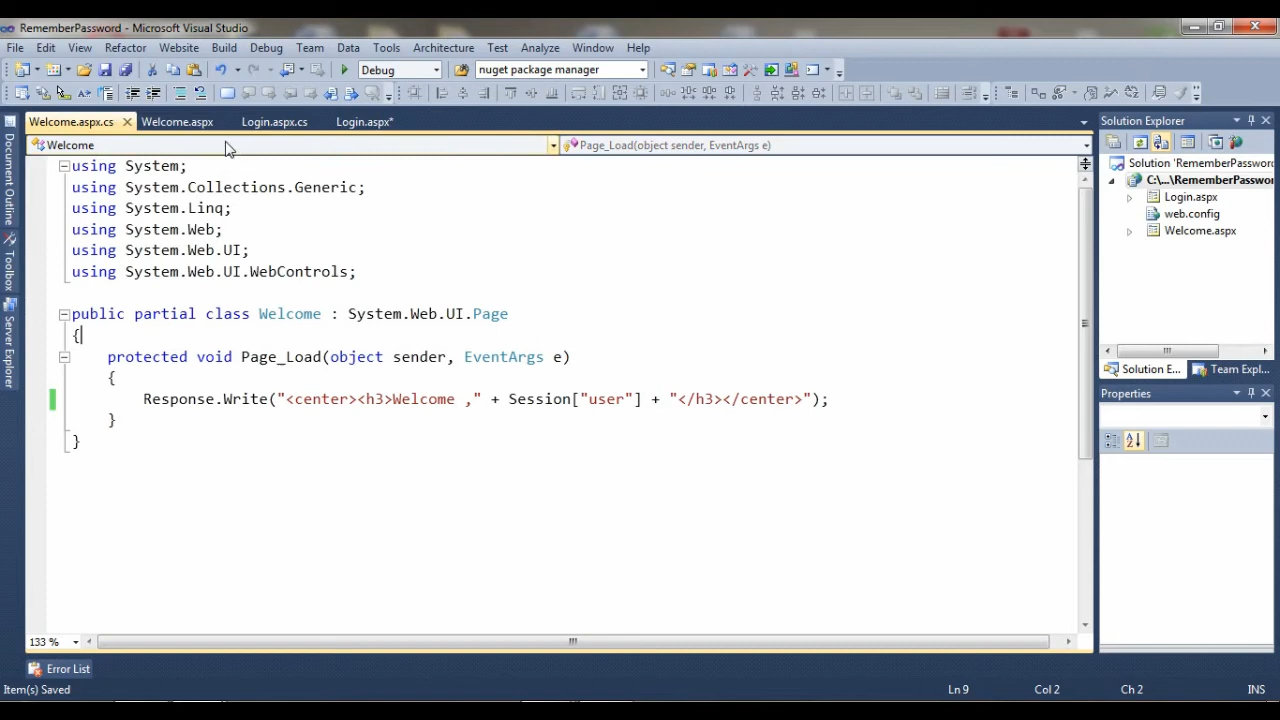 RememberPassword - Microsoft Visual Studio
File Edit View Refactor Website Build Debug Team Data Tools Architecture Test Analyze Window Help
Debug nuget package manager
Welcome.aspx.cs Welcome.aspx Login.aspx.cs Login.aspx*
Welcome Page_Load(object sender, EventArgs e)
using System;
using System.Collections.Generic;
using System.Linq;
using System.Web;
using System.Web.UI;
using System.Web.UI.WebControls;
public partial class Welcome : System.Web.UI.Page
{
protected void Page_Load(object sender, EventArgs e)
{
Response.Write("<center><h3>Welcome ," + Session["user"] + "</h3></center>");
}
}
Document Outline
Toolbox
Server Explorer
Solution Explorer
Solution 'RememberPassword
C:\...\RememberPasswor
Login.aspx
web.config
Welcome.aspx
Solution E... Team Expl...
Properties
133 %
Error List
Item(s) Saved Ln 9 Col 2 Ch 2 INS